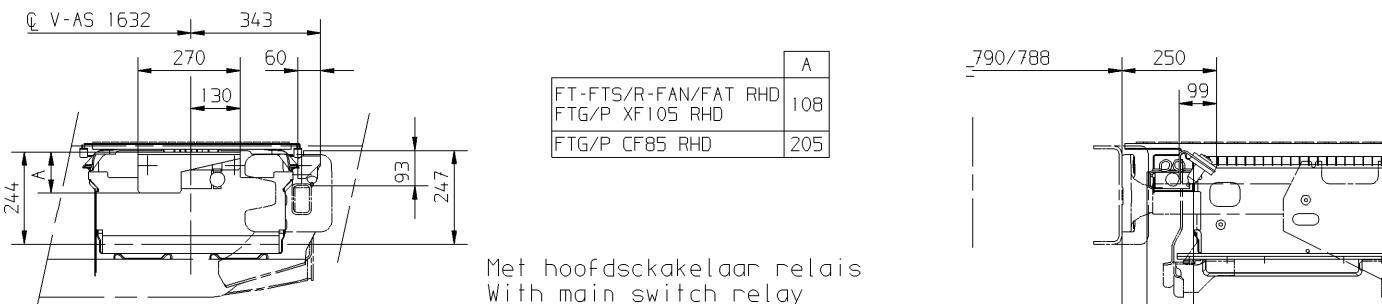 ℄ V-AS 1632
343
270
60
130
244
A
93
247
A
FT-FTS/R-FAN/FAT RHD
FTG/P XF105 RHD
108
FTG/P CF85 RHD
205
Met hoofdsckakelaar relais
With main switch relay
790/788
250
99